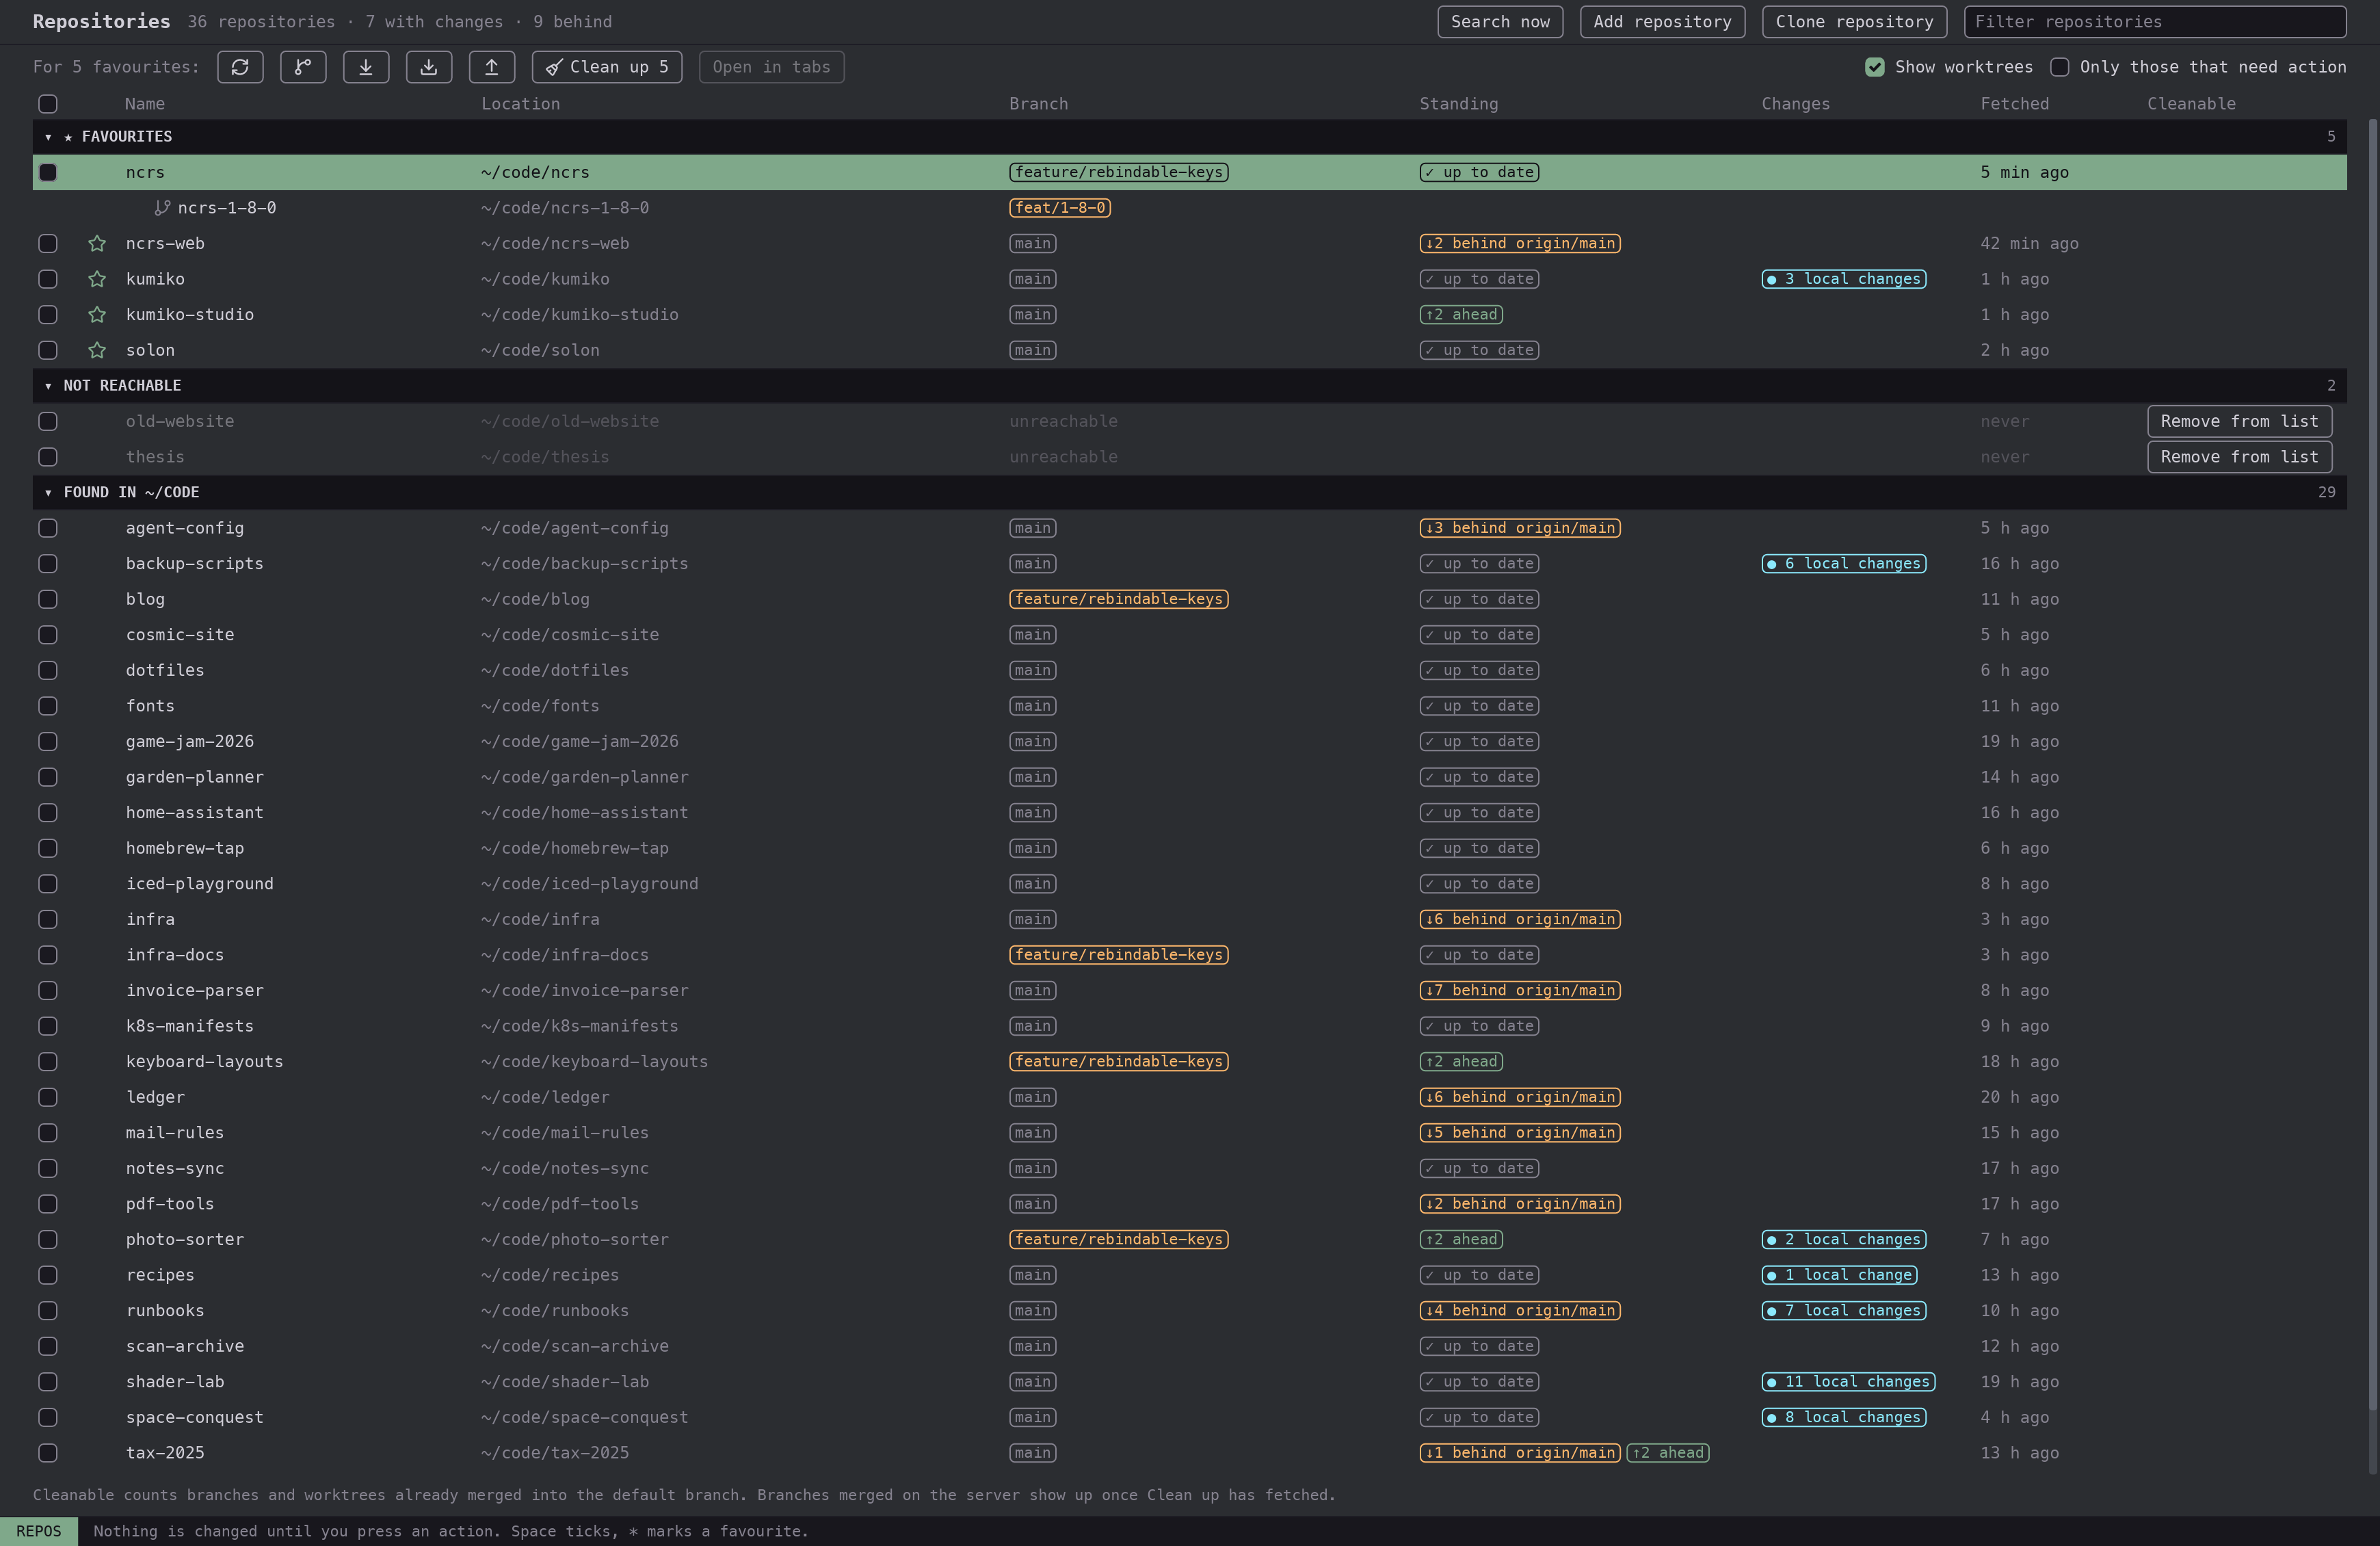 Repositories 36 repositories · 7 with changes · 9 behind Search now Add repository Clone repository Filter repositories
For 5 favourites: Clean up 5 Open in tabs Show worktrees Only those that need action
Name Location Branch Standing Changes Fetched Cleanable
▾ ★ FAVOURITES 5
ncrs ~/code/ncrs feature/rebindable-keys ✓ up to date 5 min ago
ncrs-1-8-0 ~/code/ncrs-1-8-0 feat/1-8-0
ncrs-web ~/code/ncrs-web main ↓2 behind origin/main 42 min ago
kumiko ~/code/kumiko main ✓ up to date ● 3 local changes 1 h ago
kumiko-studio ~/code/kumiko-studio main ↑2 ahead 1 h ago
solon ~/code/solon main ✓ up to date 2 h ago
▾ NOT REACHABLE 2
old-website ~/code/old-website unreachable never Remove from list
thesis ~/code/thesis unreachable never Remove from list
▾ FOUND IN ~/CODE 29
agent-config ~/code/agent-config main ↓3 behind origin/main 5 h ago
backup-scripts ~/code/backup-scripts main ✓ up to date ● 6 local changes 16 h ago
blog ~/code/blog feature/rebindable-keys ✓ up to date 11 h ago
cosmic-site ~/code/cosmic-site main ✓ up to date 5 h ago
dotfiles ~/code/dotfiles main ✓ up to date 6 h ago
fonts ~/code/fonts main ✓ up to date 11 h ago
game-jam-2026 ~/code/game-jam-2026 main ✓ up to date 19 h ago
garden-planner ~/code/garden-planner main ✓ up to date 14 h ago
home-assistant ~/code/home-assistant main ✓ up to date 16 h ago
homebrew-tap ~/code/homebrew-tap main ✓ up to date 6 h ago
iced-playground ~/code/iced-playground main ✓ up to date 8 h ago
infra ~/code/infra main ↓6 behind origin/main 3 h ago
infra-docs ~/code/infra-docs feature/rebindable-keys ✓ up to date 3 h ago
invoice-parser ~/code/invoice-parser main ↓7 behind origin/main 8 h ago
k8s-manifests ~/code/k8s-manifests main ✓ up to date 9 h ago
keyboard-layouts ~/code/keyboard-layouts feature/rebindable-keys ↑2 ahead 18 h ago
ledger ~/code/ledger main ↓6 behind origin/main 20 h ago
mail-rules ~/code/mail-rules main ↓5 behind origin/main 15 h ago
notes-sync ~/code/notes-sync main ✓ up to date 17 h ago
pdf-tools ~/code/pdf-tools main ↓2 behind origin/main 17 h ago
photo-sorter ~/code/photo-sorter feature/rebindable-keys ↑2 ahead ● 2 local changes 7 h ago
recipes ~/code/recipes main ✓ up to date ● 1 local change 13 h ago
runbooks ~/code/runbooks main ↓4 behind origin/main ● 7 local changes 10 h ago
scan-archive ~/code/scan-archive main ✓ up to date 12 h ago
shader-lab ~/code/shader-lab main ✓ up to date ● 11 local changes 19 h ago
space-conquest ~/code/space-conquest main ✓ up to date ● 8 local changes 4 h ago
tax-2025 ~/code/tax-2025 main ↓1 behind origin/main ↑2 ahead 13 h ago
Cleanable counts branches and worktrees already merged into the default branch. Branches merged on the server show up once Clean up has fetched.
REPOS Nothing is changed until you press an action. Space ticks, * marks a favourite.